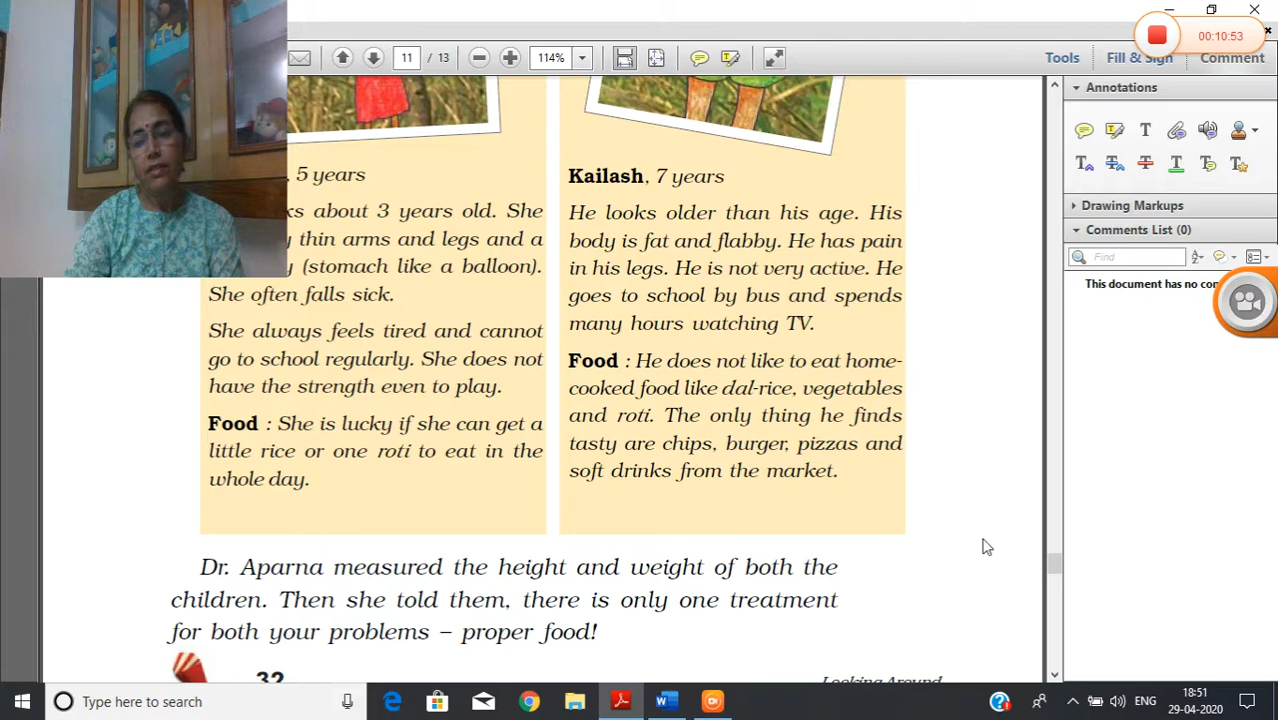 00:10:53
11 / 13
114%
Tools
Fill & Sign
Comment
Annotations
Drawing Markups
Comments List (0)
Find
This document has no con
5 years
about 3 years old. She
thin arms and legs and a
(stomach like a balloon).
She often falls sick.
She always feels tired and cannot
go to school regularly. She does not
have the strength even to play.
Food : She is lucky if she can get a
little rice or one roti to eat in the
whole day.
Kailash, 7 years
He looks older than his age. His
body is fat and flabby. He has pain
in his legs. He is not very active. He
goes to school by bus and spends
many hours watching TV.
Food : He does not like to eat home-
cooked food like dal-rice, vegetables
and roti. The only thing he finds
tasty are chips, burger, pizzas and
soft drinks from the market.
Dr. Aparna measured the height and weight of both the
children. Then she told them, there is only one treatment
for both your problems – proper food!
32
Looking Around
Type here to search
ENG
18:51
29-04-2020